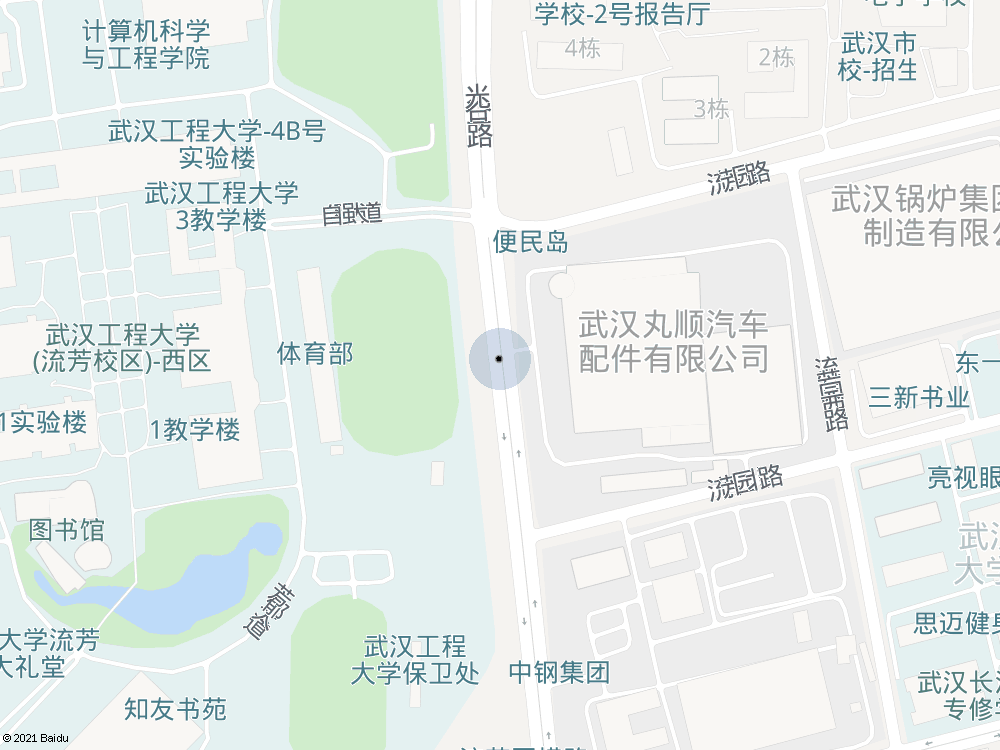 学校-2号报告厅
计算机科学
与工程学院
4栋
2栋
武汉市
校-招生
光谷路
3栋
武汉工程大学-4B号
实验楼
流芳园路
武汉工程大学
3教学楼
自强道
武汉锅炉集团
制造有限公
便民岛
武汉丸顺汽车
配件有限公司
武汉工程大学
(流芳校区)-西区
体育部
东一
三新书业
1实验楼
1教学楼
流芳园路
亮视眼
图书馆
武汉
大学
思迈健身
大学流芳
大礼堂
武汉工程
大学保卫处
中钢集团
武汉长江
专修学
知友书苑
© 2021 Baidu